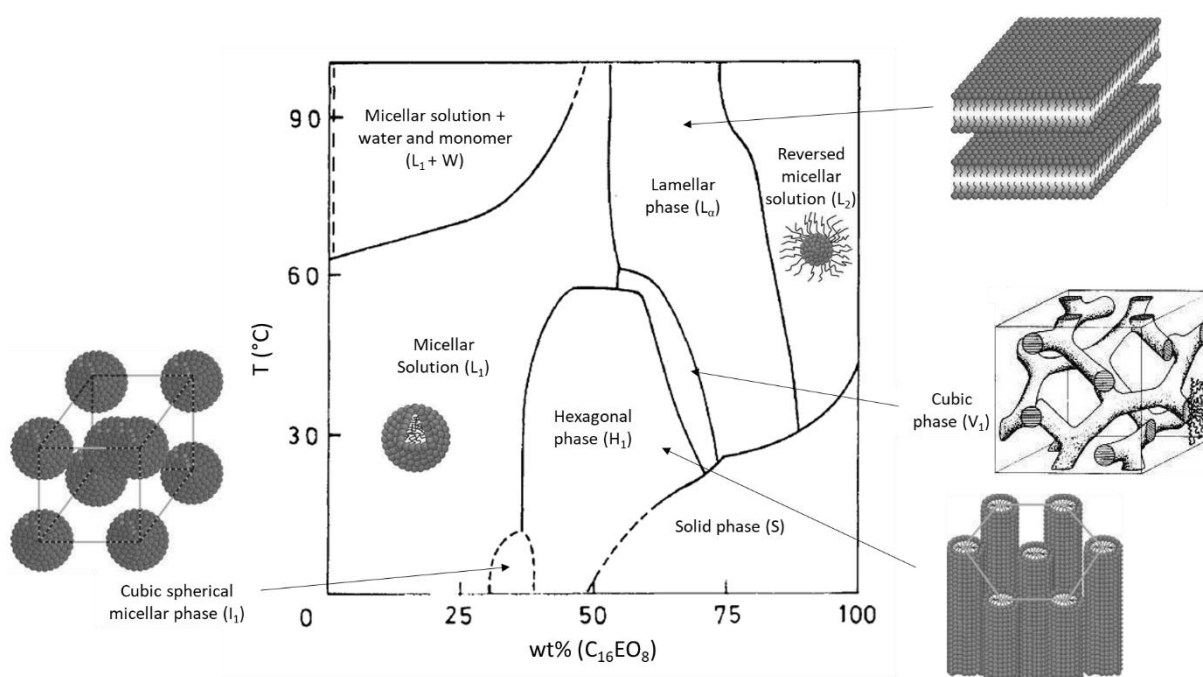 Micellar solution +
water and monomer
(L₁ + W)
Reversed
micellar
solution (L₂)
Lamellar
phase (Lα)
Micellar
Solution (L₁)
Hexagonal
phase (H₁)
Cubic
phase (V₁)
Solid phase (S)
Cubic spherical
micellar phase (I₁)
T (°C)
90
60
30
0
25
50
75
100
wt% (C₁₆EO₈)